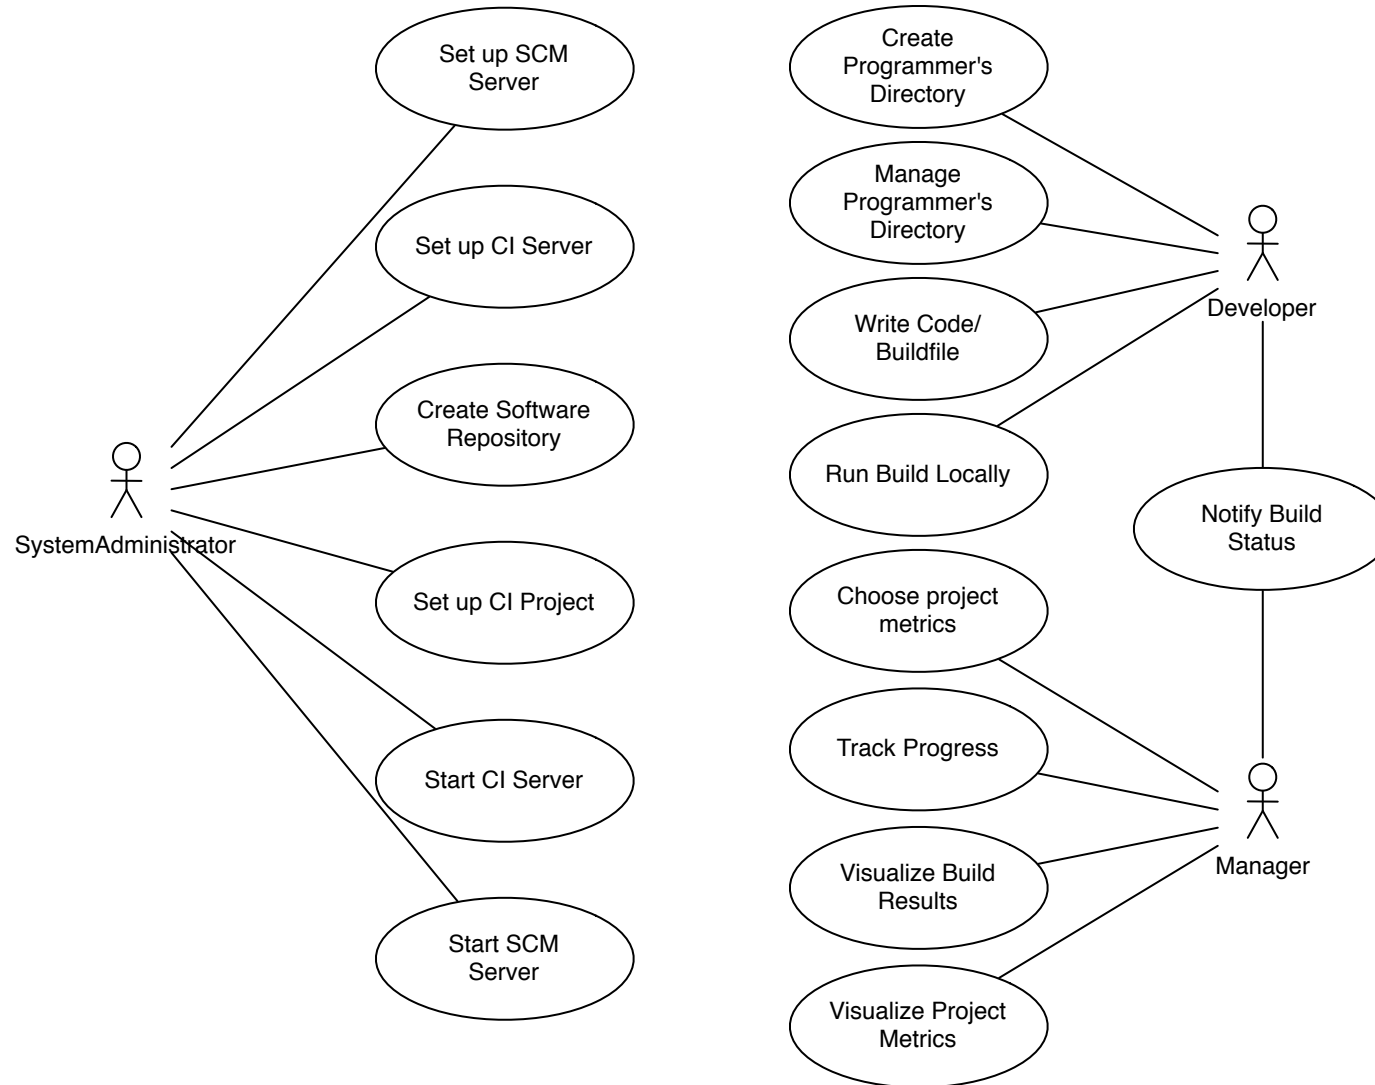 Set up SCM
Server
Set up CI Server
Create Software
Repository
SystemAdministrator
Set up CI Project
Start CI Server
Start SCM
Server
Create
Programmer's
Directory
Manage
Programmer's
Directory
Write Code/
Buildfile
Run Build Locally
Developer
Notify Build
Status
Choose project
metrics
Track Progress
Visualize Build
Results
Visualize Project
Metrics
Manager